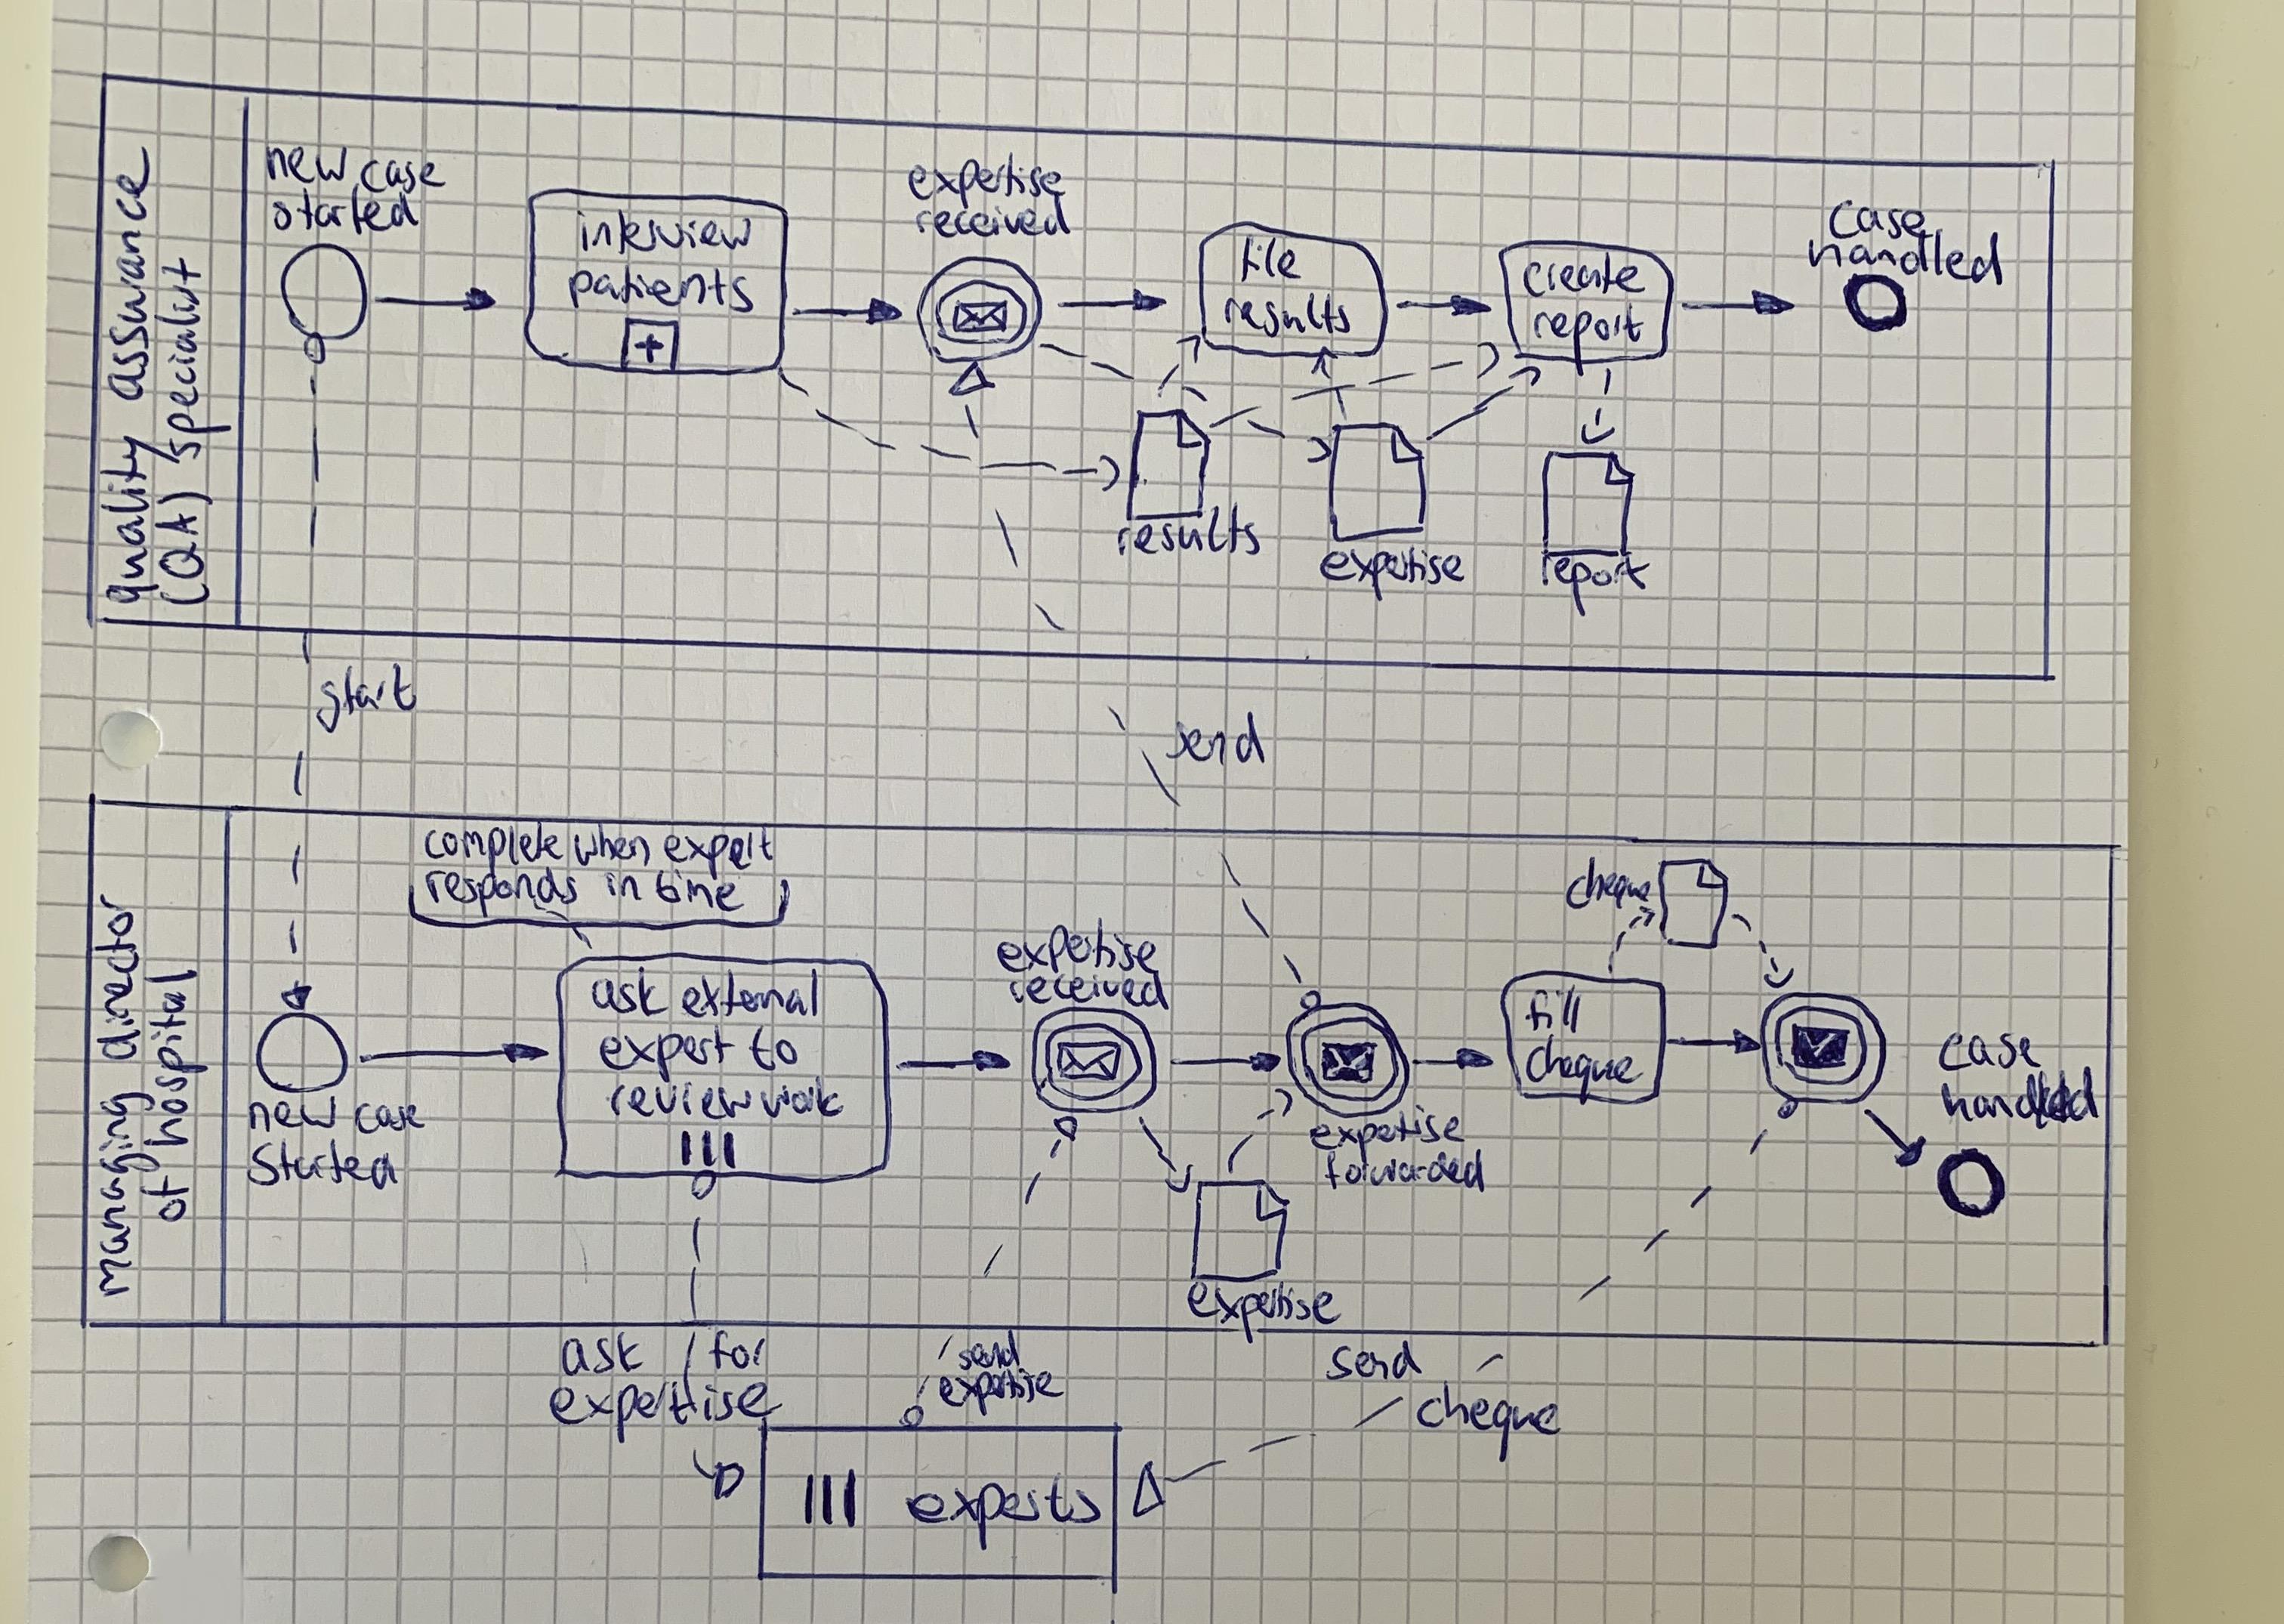 quality assurance
(QA) specialist
new case
started
interview
patients
expertise
received
file
results
create
report
case
handled
results
expertise
report
start
send
managing director
of hospital
complete when expert
responds in time
new case
Started
ask external
expert to
review work
expertise
received
expertise
forwarded
expertise
fill
cheque
cheque
case
handled
ask for
expertise
send
expertise
send
cheque
experts